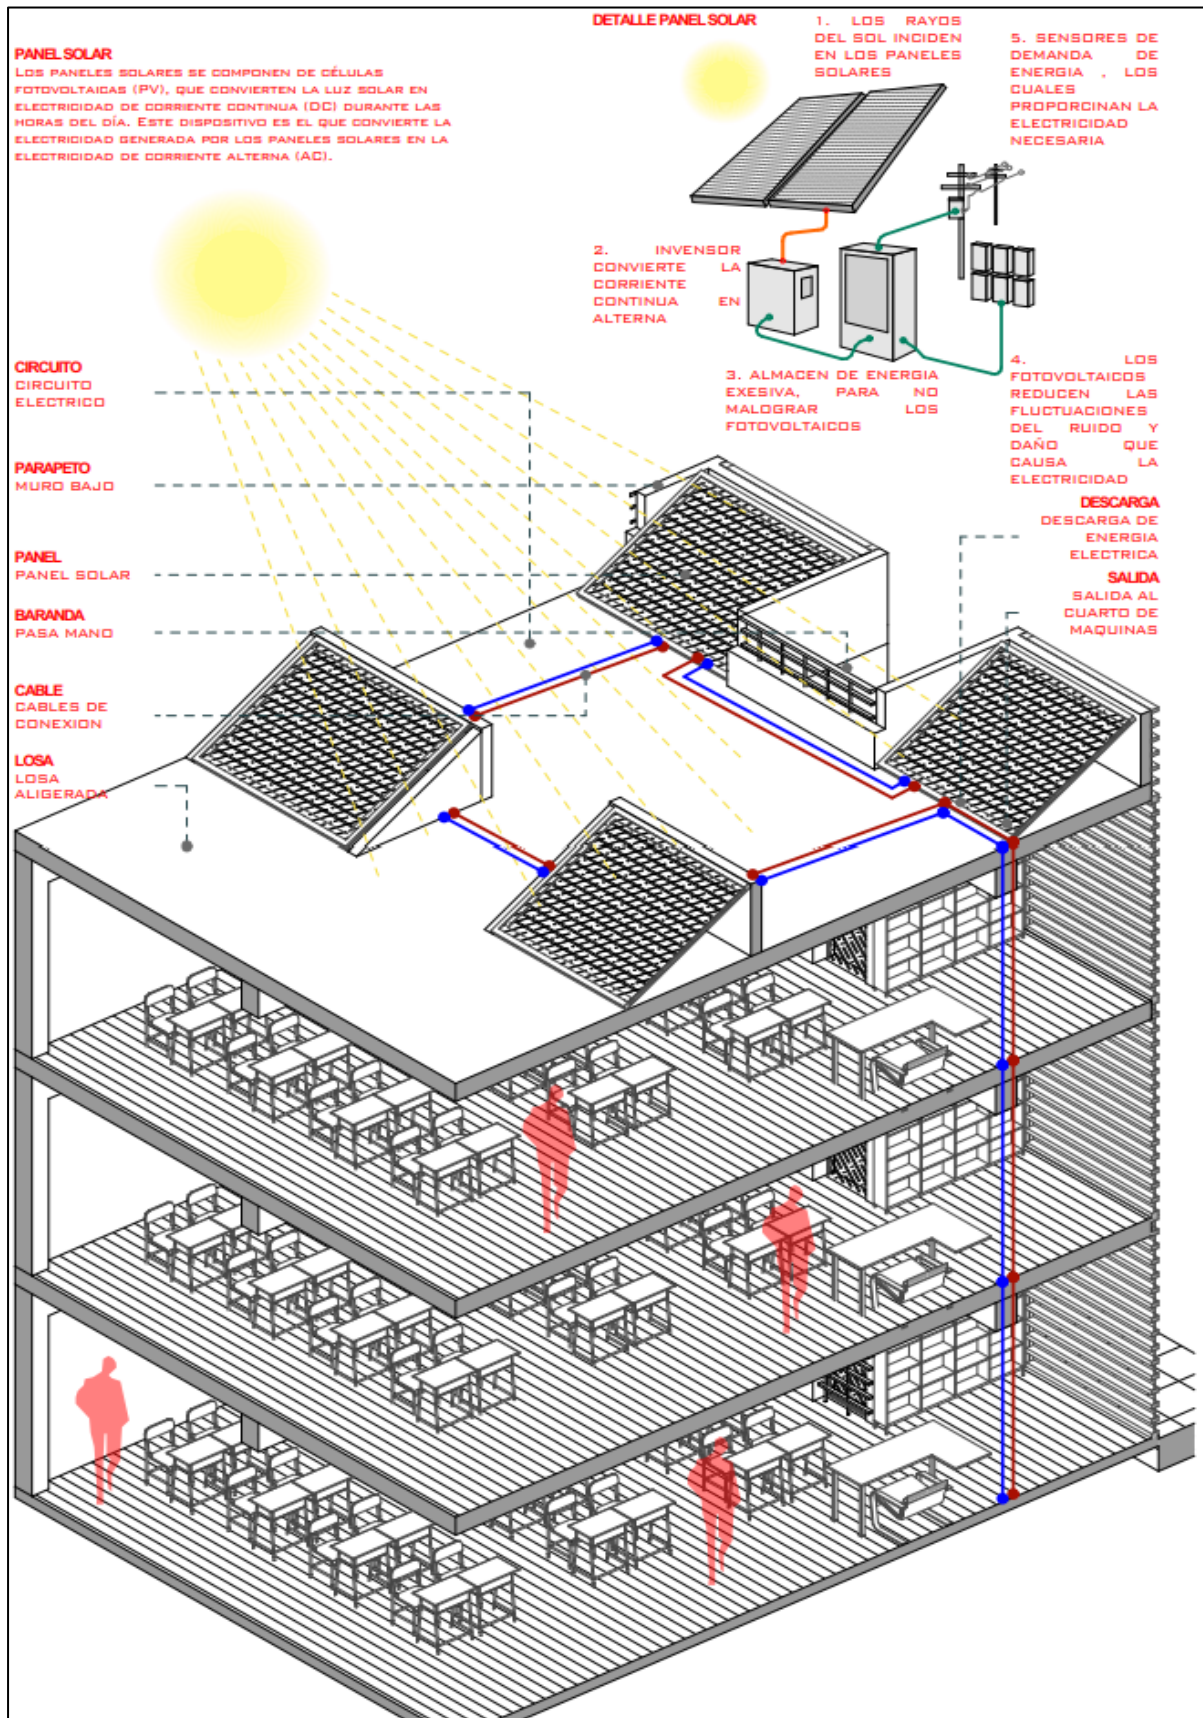 PANEL SOLAR
LOS PANELES SOLARES SE COMPONEN DE CÉLULAS
FOTOVOLTAICAS (PV), QUE CONVIERTEN LA LUZ SOLAR EN
ELECTRICIDAD DE CORRIENTE CONTINUA (DC) DURANTE LAS
HORAS DEL DÍA. ESTE DISPOSITIVO ES EL QUE CONVIERTE LA
ELECTRICIDAD GENERADA POR LOS PANELES SOLARES EN LA
ELECTRICIDAD DE CORRIENTE ALTERNA (AC).
DETALLE PANEL SOLAR
1. LOS RAYOS
DEL SOL INCIDEN
EN LOS PANELES
SOLARES
5. SENSORES DE
DEMANDA DE
ENERGIA , LOS
CUALES
PROPORCINAN LA
ELECTRICIDAD
NECESARIA
2. INVENSOR
CONVIERTE LA
CORRIENTE
CONTINUA EN
ALTERNA
3. ALMACEN DE ENERGIA
EXESIVA, PARA NO
MALOGRAR LOS
FOTOVOLTAICOS
4. LOS
FOTOVOLTAICOS
REDUCEN LAS
FLUCTUACIONES
DEL RUIDO Y
DAÑO QUE
CAUSA LA
ELECTRICIDAD
CIRCUITO
CIRCUITO
ELECTRICO
PARAPETO
MURO BAJO
PANEL
PANEL SOLAR
BARANDA
PASA MANO
CABLE
CABLES DE
CONEXION
LOSA
LOSA
ALIGERADA
DESCARGA
DESCARGA DE
ENERGIA
ELECTRICA
SALIDA
SALIDA AL
CUARTO DE
MAQUINAS